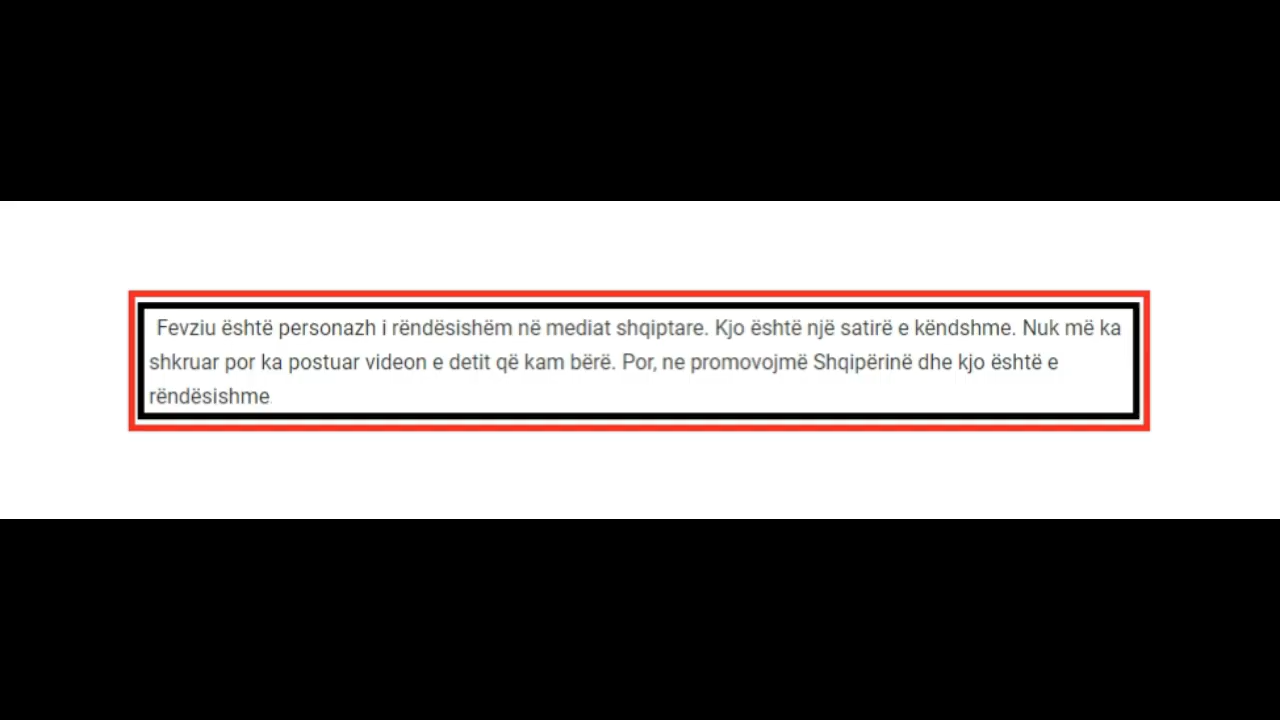 Fevziu është personazh i rëndësishëm në mediat shqiptare. Kjo është një satirë e këndshme. Nuk më ka
shkruar por ka postuar videon e detit që kam bërë. Por, ne promovojmë Shqipërinë dhe kjo është e
rëndësishme